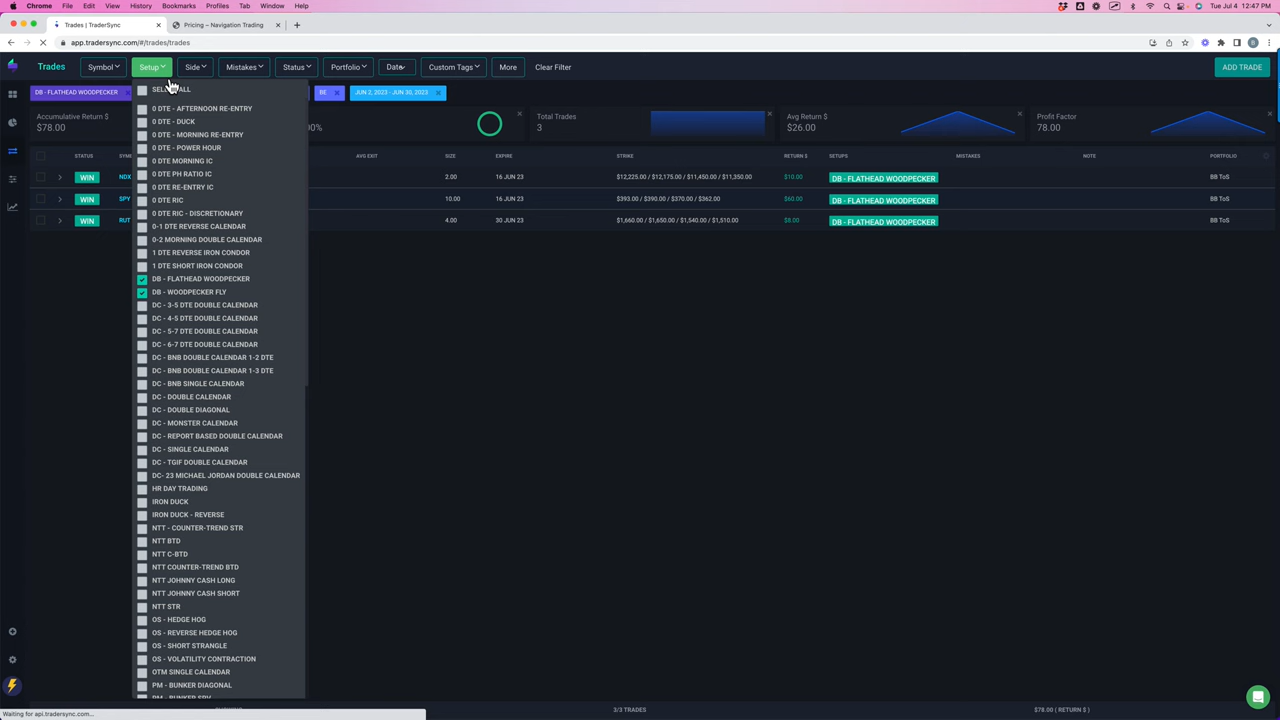 Chrome File Edit View History Bookmarks Profiles Tab Window Help
Tue Jul 4 12:47 PM
Trades | TraderSync
Pricing – Navigation Trading
app.tradersync.com/#/trades/trades
Trades Symbol Setup Side Mistakes Status Portfolio Date Custom Tags More Clear Filter ADD TRADE
DB - FLATHEAD WOODPECKER BE JUN 2, 2023 - JUN 30, 2023
Accumulative Return $ Total Trades Avg Return $ Profit Factor
$78.00 3 $26.00 78.00
STATUS AVG EXIT SIZE EXPIRE STRIKE RETURN $ SETUPS MISTAKES NOTE PORTFOLIO
WIN NDX 2.00 16 JUN 23 $12,225.00 / $12,175.00 / $11,450.00 / $11,350.00 $10.00 DB - FLATHEAD WOODPECKER BB ToS
WIN SPY 10.00 16 JUN 23 $393.00 / $390.00 / $370.00 / $362.00 $60.00 DB - FLATHEAD WOODPECKER BB ToS
WIN RUT 4.00 30 JUN 23 $1,660.00 / $1,650.00 / $1,540.00 / $1,510.00 $8.00 DB - FLATHEAD WOODPECKER BB ToS
0 DTE - AFTERNOON RE-ENTRY
0 DTE - DUCK
0 DTE - MORNING RE-ENTRY
0 DTE - POWER HOUR
0 DTE MORNING IC
0 DTE PH RATIO IC
0 DTE RE-ENTRY IC
0 DTE RIC
0 DTE RIC - DISCRETIONARY
0-1 DTE REVERSE CALENDAR
0-2 MORNING DOUBLE CALENDAR
1 DTE REVERSE IRON CONDOR
1 DTE SHORT IRON CONDOR
DB - FLATHEAD WOODPECKER
DB - WOODPECKER FLY
DC - 3-5 DTE DOUBLE CALENDAR
DC - 4-5 DTE DOUBLE CALENDAR
DC - 5-7 DTE DOUBLE CALENDAR
DC - 6-7 DTE DOUBLE CALENDAR
DC - BNB DOUBLE CALENDAR 1-2 DTE
DC - BNB DOUBLE CALENDAR 1-3 DTE
DC - BNB SINGLE CALENDAR
DC - DOUBLE CALENDAR
DC - DOUBLE DIAGONAL
DC - MONSTER CALENDAR
DC - REPORT BASED DOUBLE CALENDAR
DC - SINGLE CALENDAR
DC - TGIF DOUBLE CALENDAR
DC- 23 MICHAEL JORDAN DOUBLE CALENDAR
HR DAY TRADING
IRON DUCK
IRON DUCK - REVERSE
NTT - COUNTER-TREND STR
NTT BTD
NTT C-BTD
NTT COUNTER-TREND BTD
NTT JOHNNY CASH LONG
NTT JOHNNY CASH SHORT
NTT STR
OS - HEDGE HOG
OS - REVERSE HEDGE HOG
OS - SHORT STRANGLE
OS - VOLATILITY CONTRACTION
OTM SINGLE CALENDAR
PM - BUNKER DIAGONAL
3/3 TRADES $78.00 ( RETURN $ )
Waiting for api.tradersync.com...